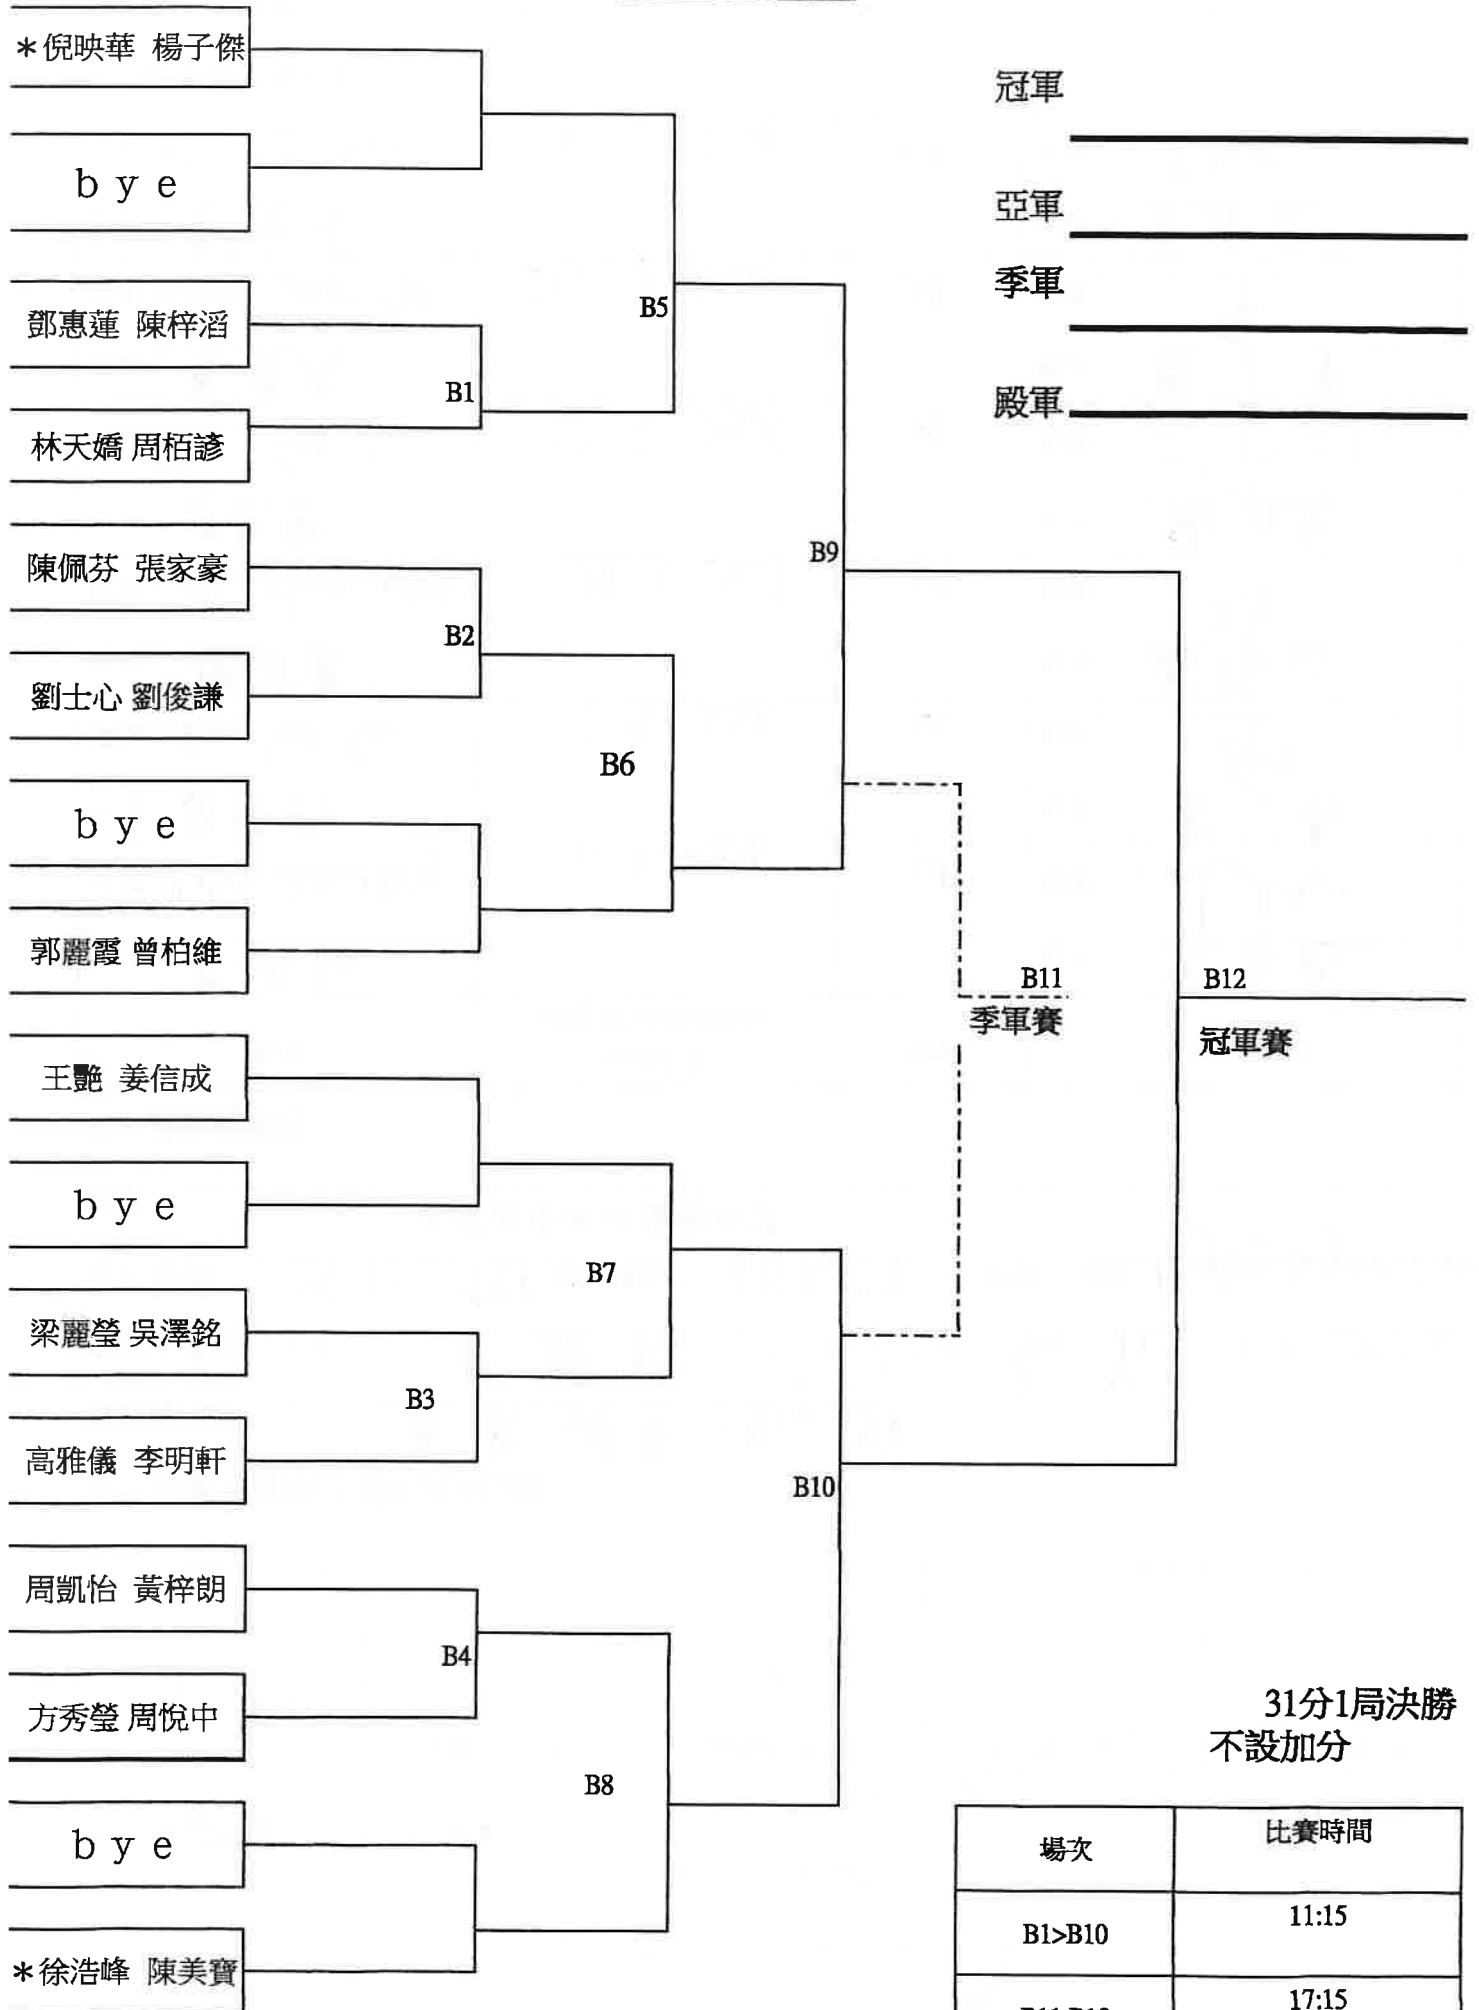 *倪映華 楊子傑
bye
鄧惠蓮 陳梓滔
林天嬌 周栢諺
陳佩芬 張家豪
劉士心 劉俊謙
bye
郭麗霞 曾柏維
王艷 姜信成
bye
梁麗瑩 吳澤銘
高雅儀 李明軒
周凱怡 黃梓朗
方秀瑩 周悅中
bye
*徐浩峰 陳美寶
B1
B2
B3
B4
B5
B6
B7
B8
B9
B10
B11
季軍賽
B12
冠軍賽
冠軍
亞軍
季軍
殿軍
31分1局決勝
不設加分
場次 比賽時間
B1>B10 11:15
17:15